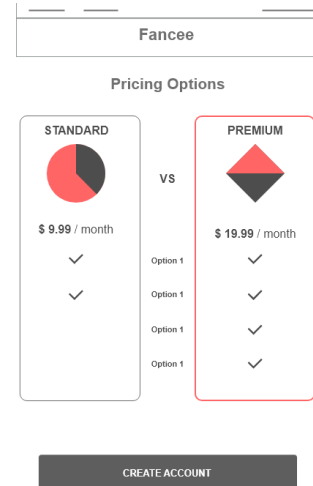 Fancee
Pricing Options
STANDARD
PREMIUM
VS
$ 9.99 / month
$ 19.99 / month
Option 1
Option 1
Option 1
Option 1
CREATE ACCOUNT